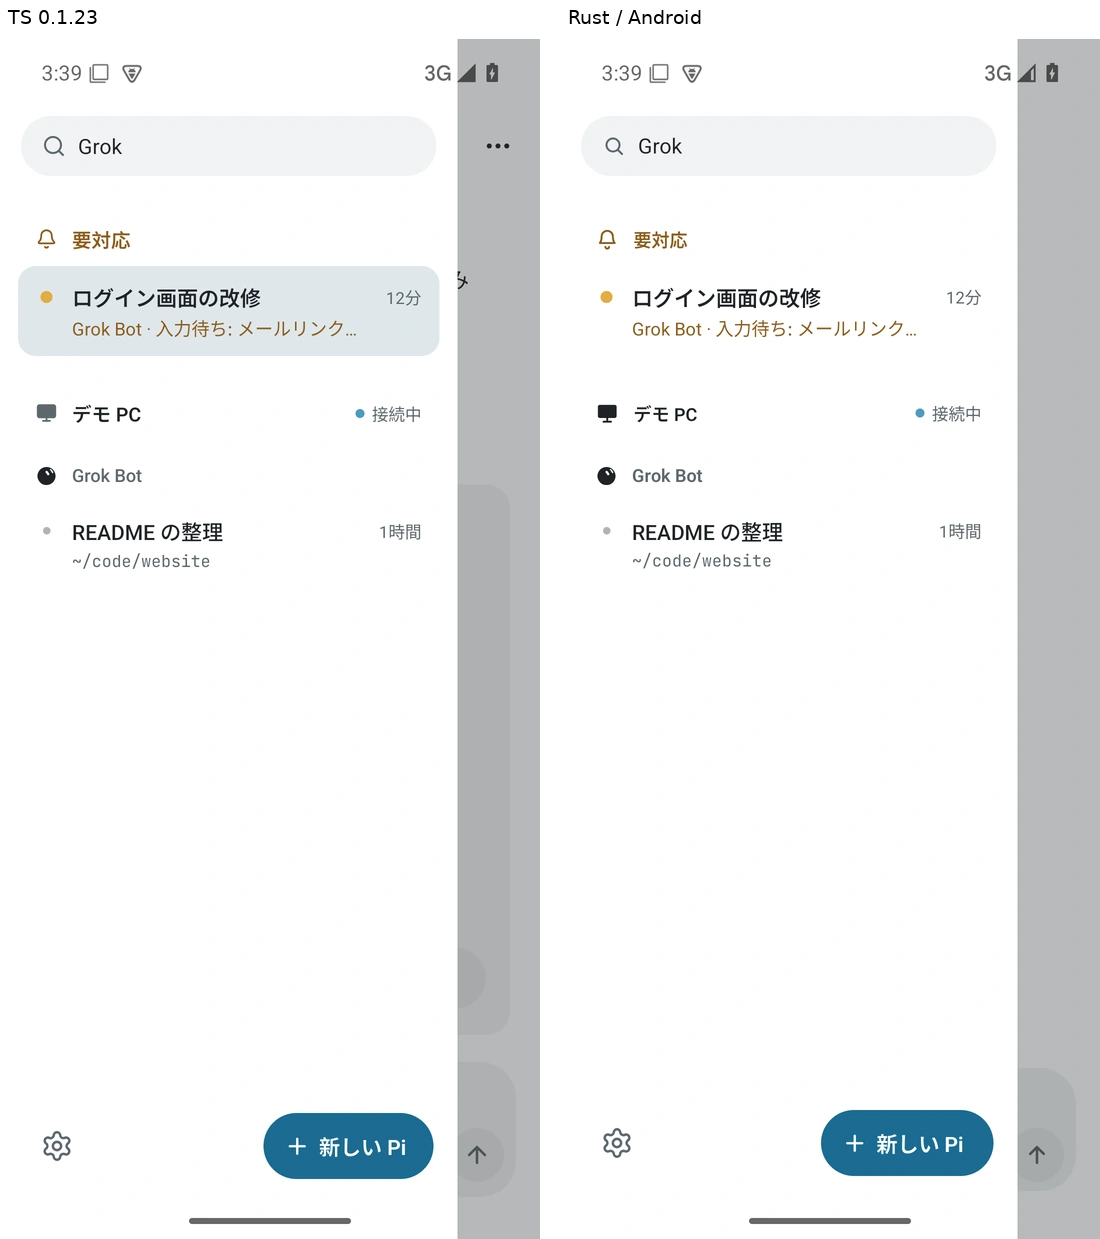 TS 0.1.23
3:39
3G
Grok
要対応
ログイン画面の改修
12分
Grok Bot · 入力待ち: メールリンク...
み
デモ PC
接続中
Grok Bot
README の整理
1時間
~/code/website
新しい Pi
Rust / Android
3:39
3G
Grok
要対応
ログイン画面の改修
12分
Grok Bot · 入力待ち: メールリンク...
デモ PC
接続中
Grok Bot
README の整理
1時間
~/code/website
新しい Pi